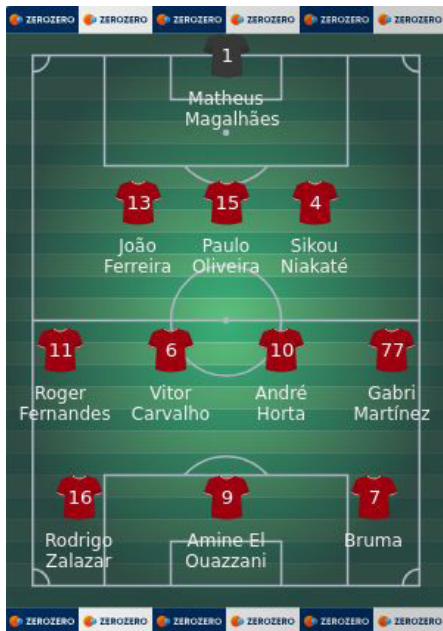 ZEROZERO ZEROZERO ZEROZERO ZEROZERO ZEROZERO ZEROZERO
1
Matheus
Magalhães
13 15 4
João Paulo Sikou
Ferreira Oliveira Niakaté
11 6 10 77
Roger Vitor André Gabri
Fernandes Carvalho Horta Martínez
16 9 7
Rodrigo Amine El Bruma
Zalazar Ouazzani
ZEROZERO ZEROZERO ZEROZERO ZEROZERO ZEROZERO ZEROZERO